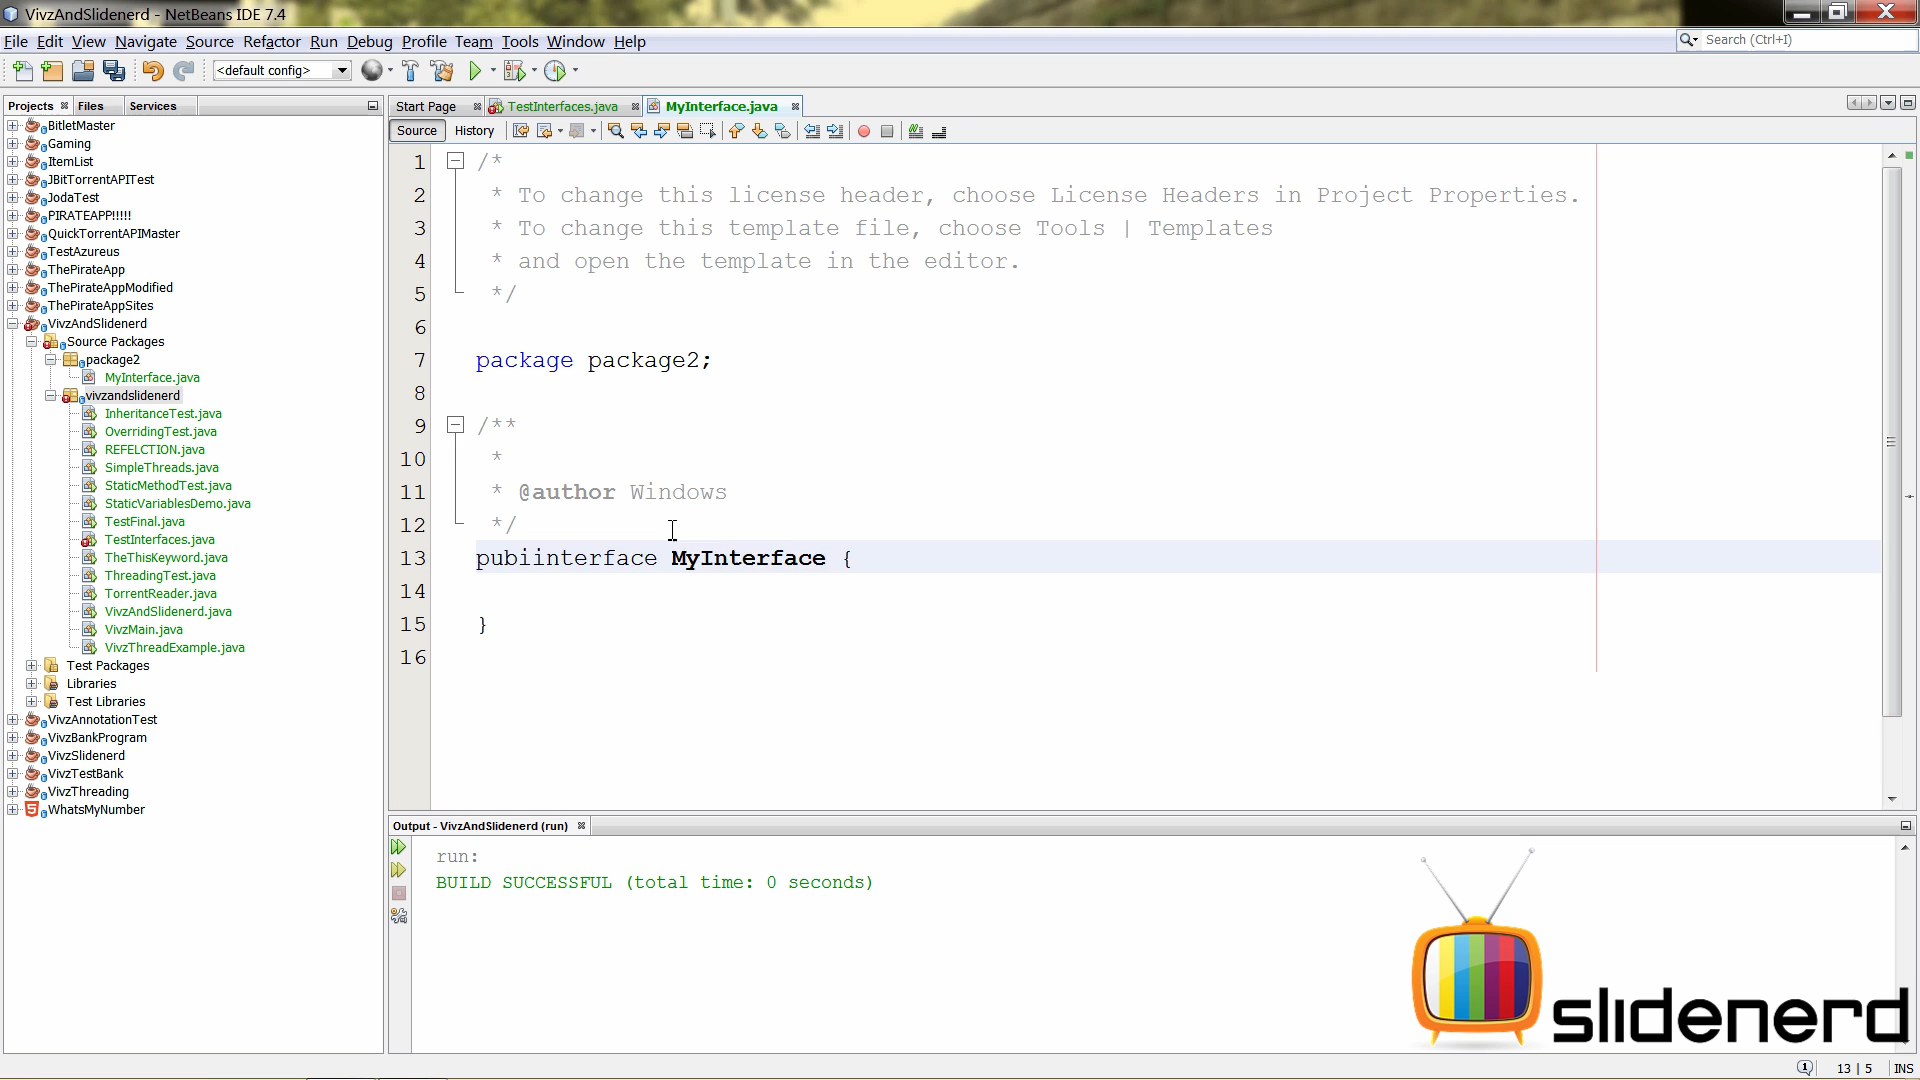 VivzAndSlidenerd - NetBeans IDE 7.4
File Edit View Navigate Source Refactor Run Debug Profile Team Tools Window Help
Search (Ctrl+I)
<default config>
Projects Files Services
Start Page TestInterfaces.java MyInterface.java
Source History
BitletMaster
Gaming
ItemList
JBitTorrentAPITest
JodaTest
PIRATEAPP!!!!!
QuickTorrentAPIMaster
TestAzureus
ThePirateApp
ThePirateAppModified
ThePirateAppSites
VivzAndSlidenerd
Source Packages
package2
MyInterface.java
vivzandslidenerd
InheritanceTest.java
OverridingTest.java
REFELCTION.java
SimpleThreads.java
StaticMethodTest.java
StaticVariablesDemo.java
TestFinal.java
TestInterfaces.java
TheThisKeyword.java
ThreadingTest.java
TorrentReader.java
VivzAndSlidenerd.java
VivzMain.java
VivzThreadExample.java
Test Packages
Libraries
Test Libraries
VivzAnnotationTest
VivzBankProgram
VivzSlidenerd
VivzTestBank
VivzThreading
WhatsMyNumber
1 /*
2 * To change this license header, choose License Headers in Project Properties.
3 * To change this template file, choose Tools | Templates
4 * and open the template in the editor.
5 */
6
7 package package2;
8
9 /**
10 *
11 * @author Windows
12 */
13 pubiinterface MyInterface {
14
15 }
16
Output - VivzAndSlidenerd (run)
run:
BUILD SUCCESSFUL (total time: 0 seconds)
slidenerd
13 | 5 INS